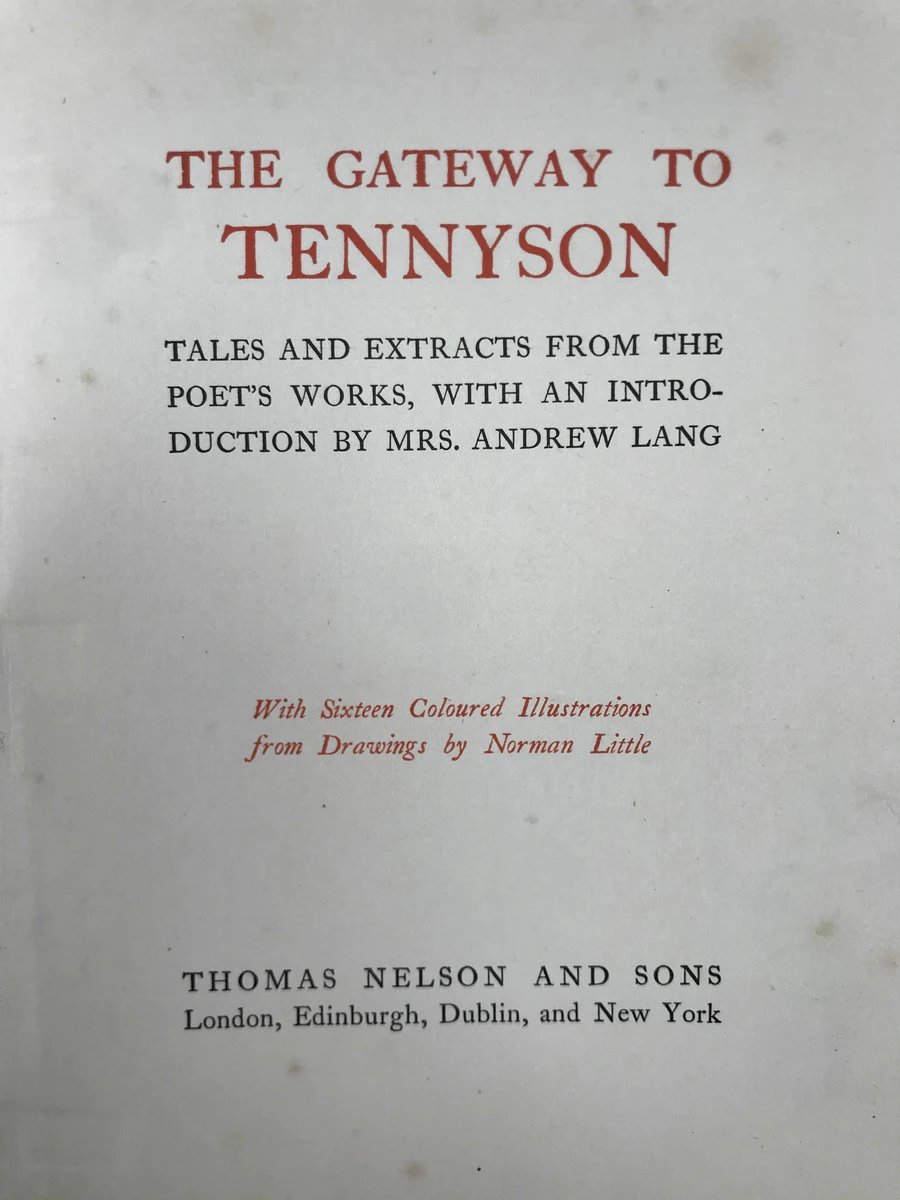 THE GATEWAY TO
TENNYSON
TALES AND EXTRACTS FROM THE
POET'S WORKS, WITH AN INTRO-
DUCTION BY MRS. ANDREW LANG
With Sixteen Coloured Illustrations
from Drawings by Norman Little
THOMAS NELSON AND SONS
London, Edinburgh, Dublin, and New York